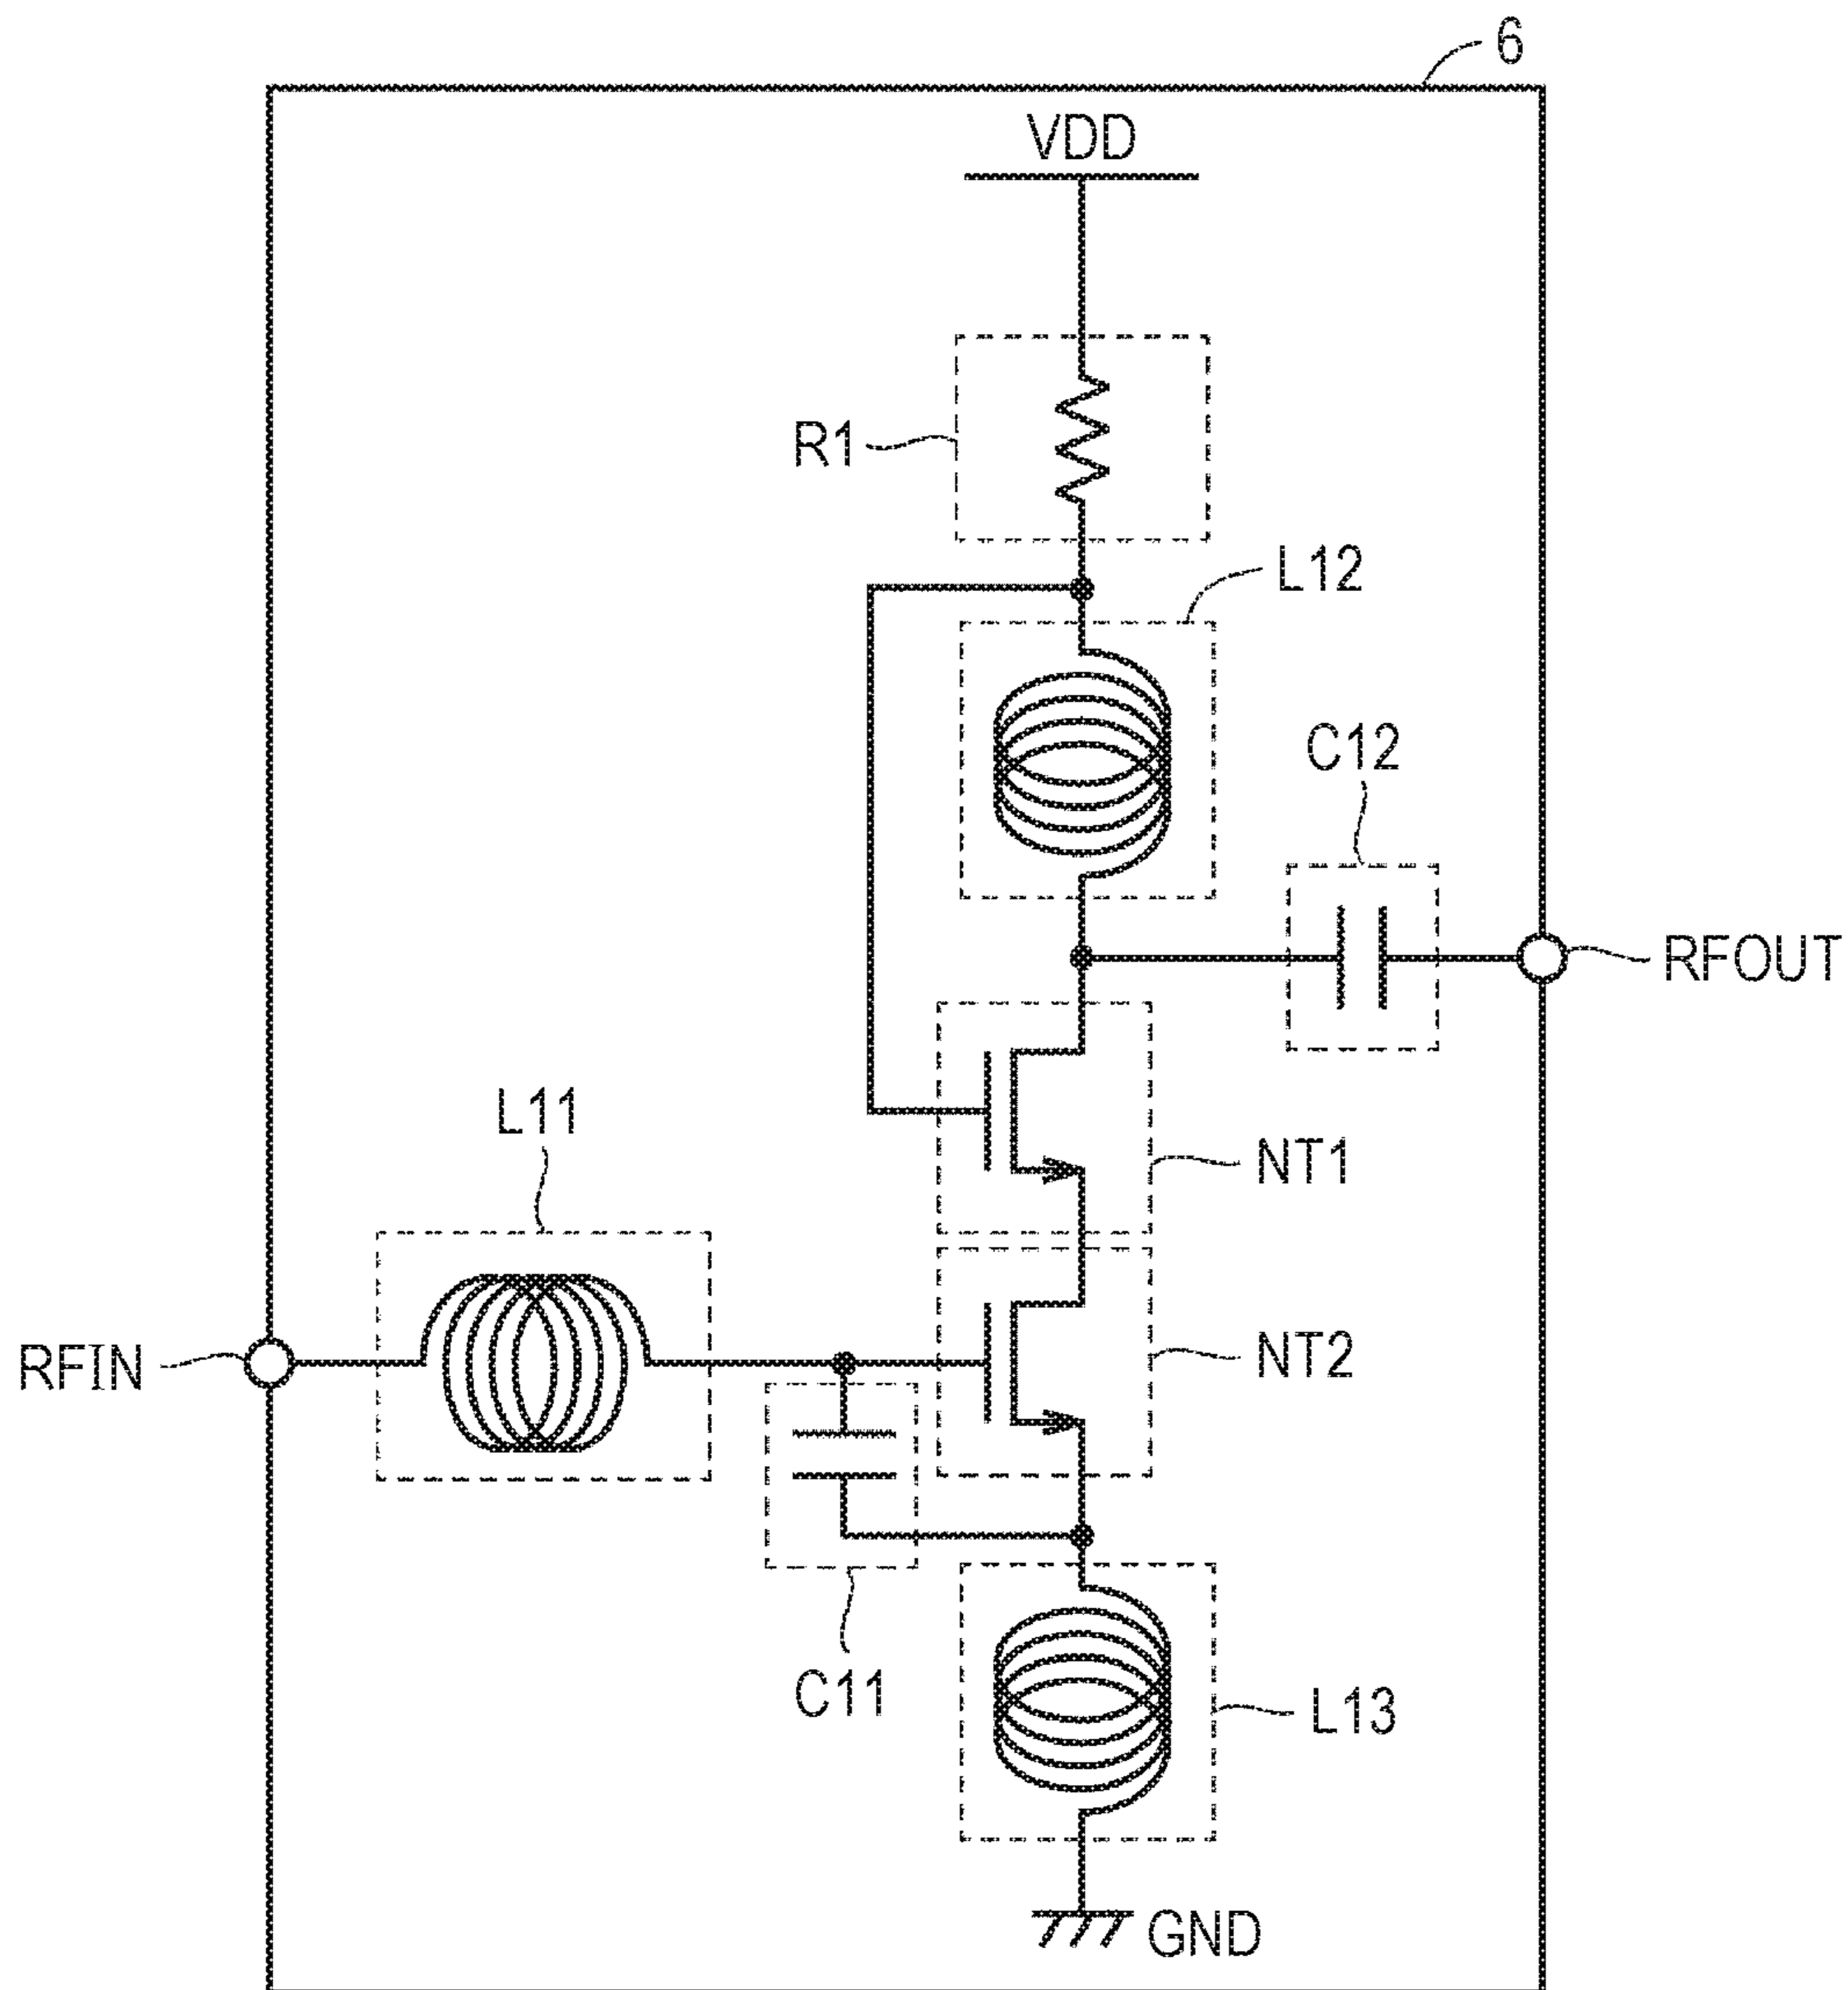 6
VDD
R1
L12
C12
RFOUT
L11
NT1
RFIN
NT2
C11
L13
GND